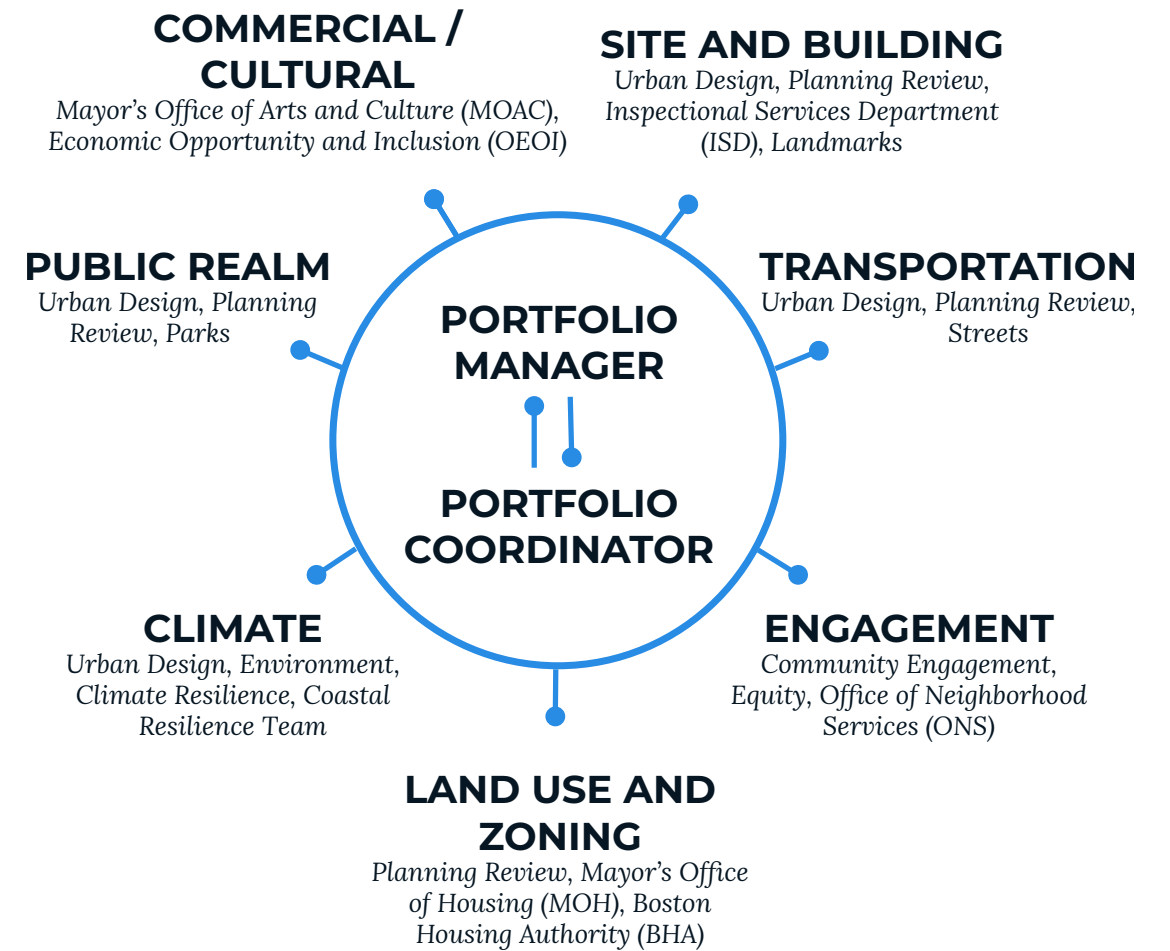 COMMERCIAL /
CULTURAL
Mayor’s Office of Arts and Culture (MOAC),
Economic Opportunity and Inclusion (OEOI)
SITE AND BUILDING
Urban Design, Planning Review,
Inspectional Services Department
(ISD), Landmarks
PUBLIC REALM
Urban Design, Planning
Review, Parks
TRANSPORTATION
Urban Design, Planning Review,
Streets
PORTFOLIO
MANAGER
PORTFOLIO
COORDINATOR
CLIMATE
Urban Design, Environment,
Climate Resilience, Coastal
Resilience Team
ENGAGEMENT
Community Engagement,
Equity, Office of Neighborhood
Services (ONS)
LAND USE AND
ZONING
Planning Review, Mayor’s Office
of Housing (MOH), Boston
Housing Authority (BHA)